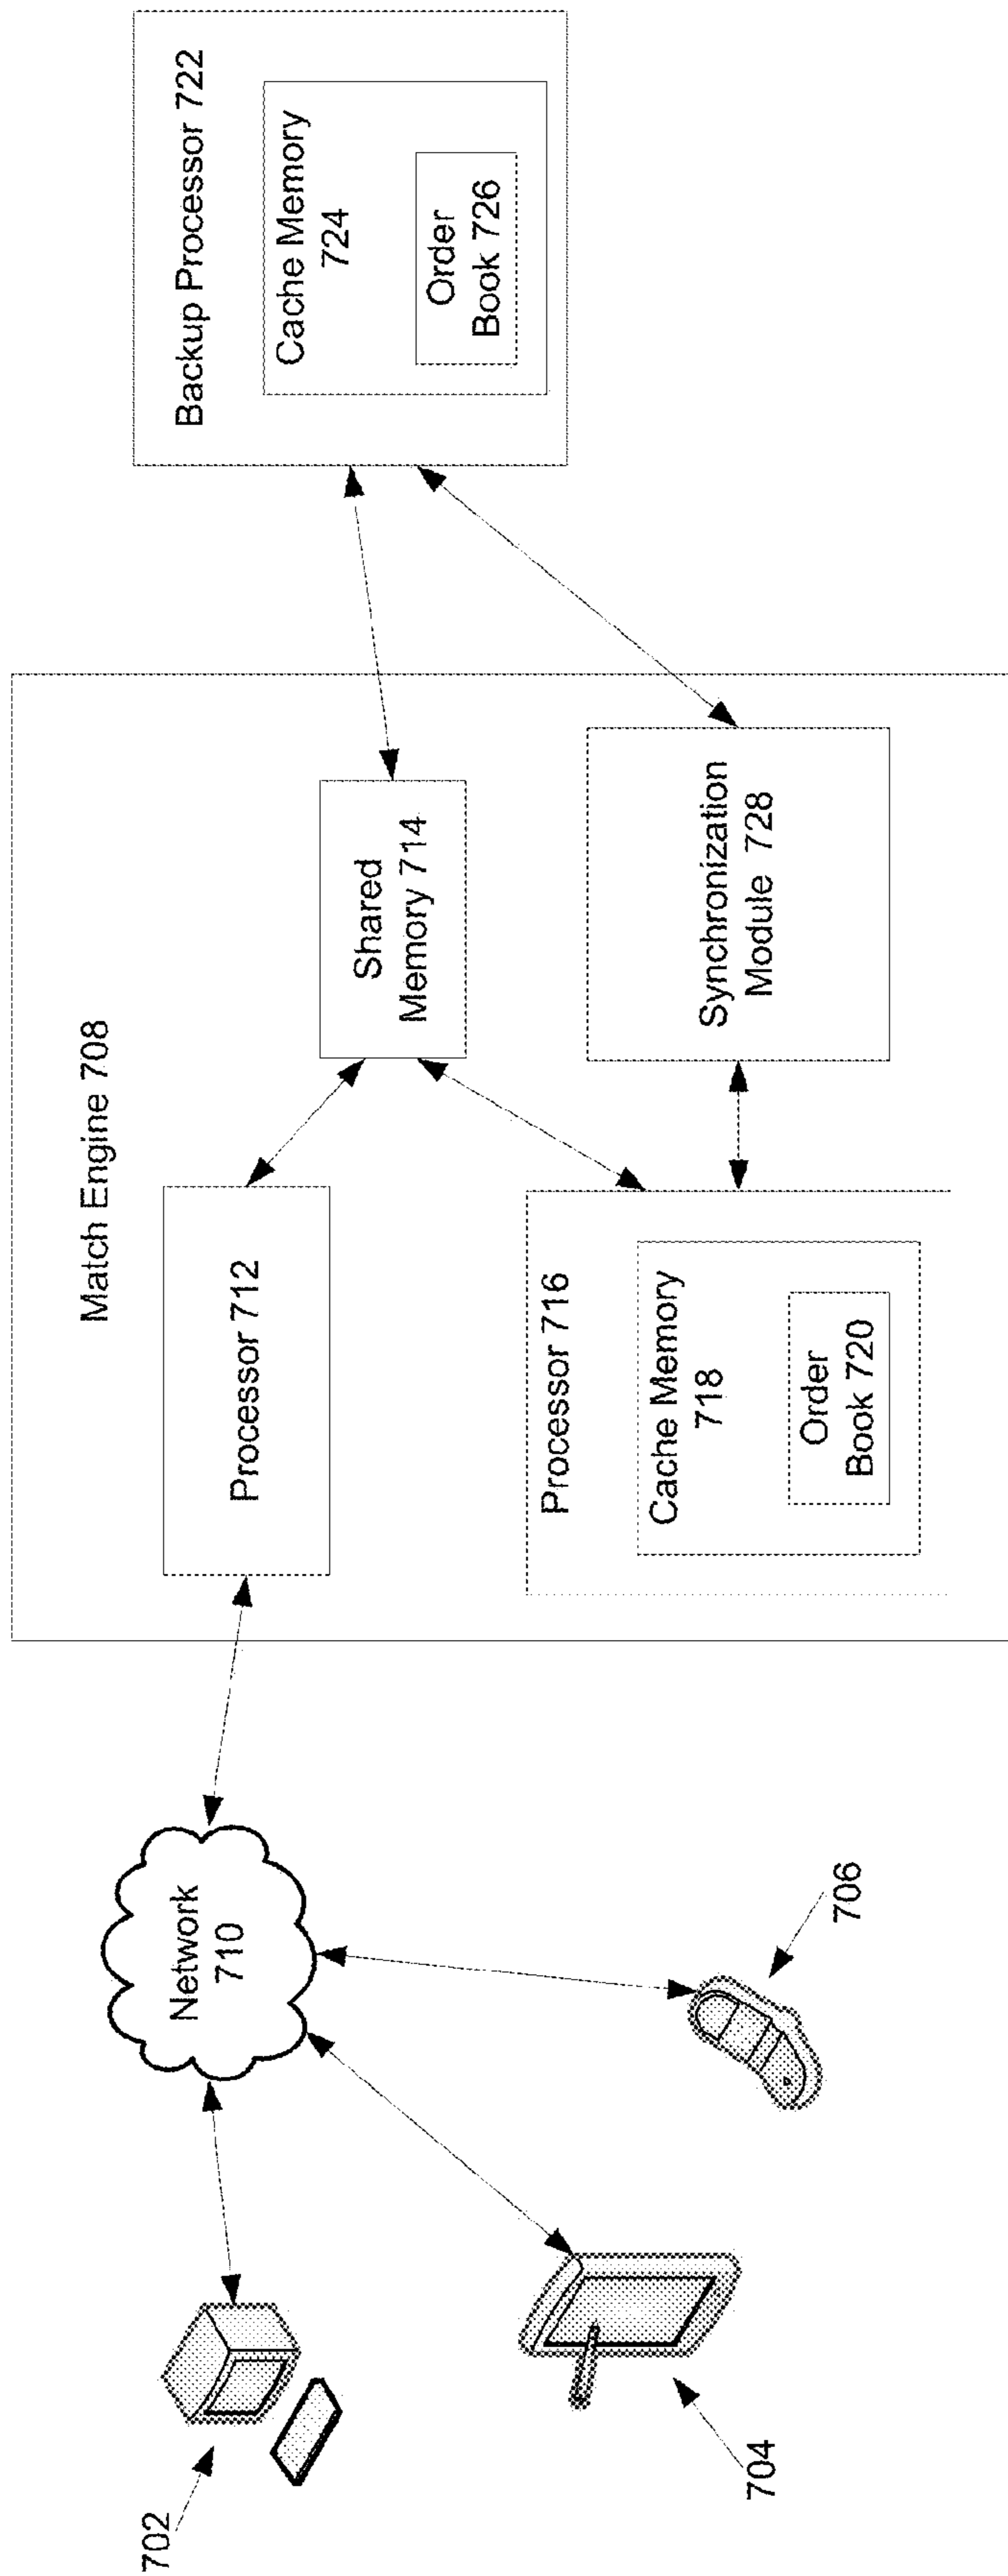 702
704
706
Network
710
Match Engine 708
Processor 712
Shared
Memory 714
Processor 716
Cache Memory
718
Order
Book 720
Synchronization
Module 728
Backup Processor 722
Cache Memory
724
Order
Book 726